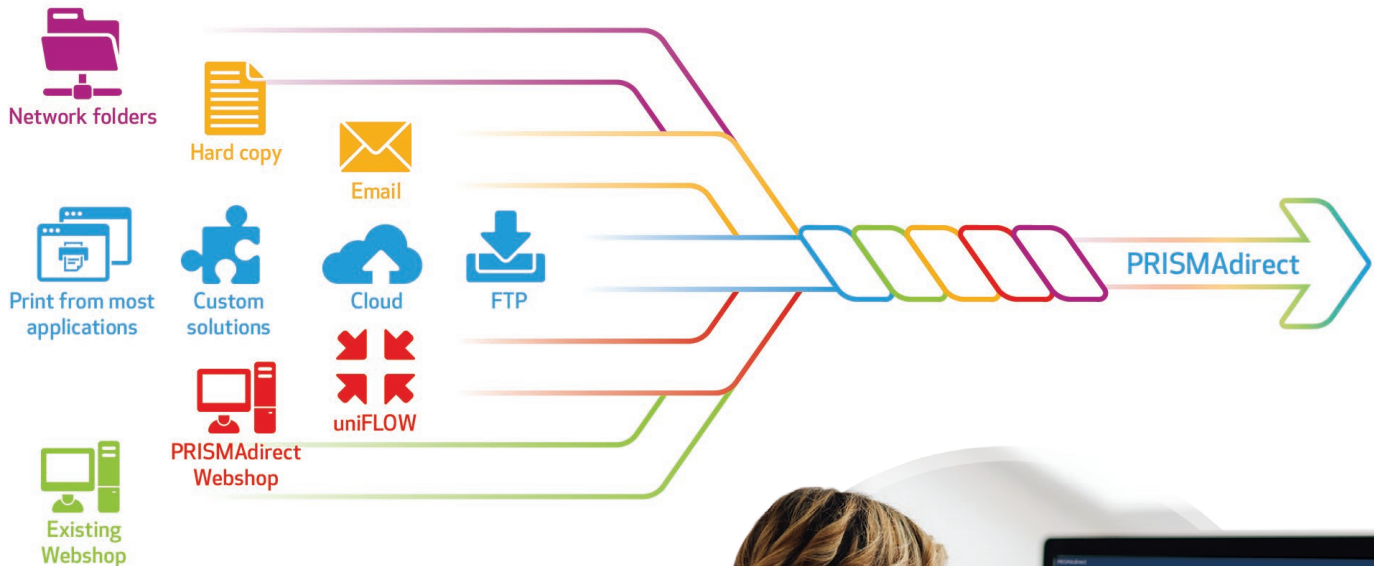 Network folders
Hard copy
Email
Print from most
applications
Custom
solutions
Cloud
FTP
PRISMAdirect
uniFLOW
PRISMAdirect
Webshop
Existing
Webshop
PRISMAdirect